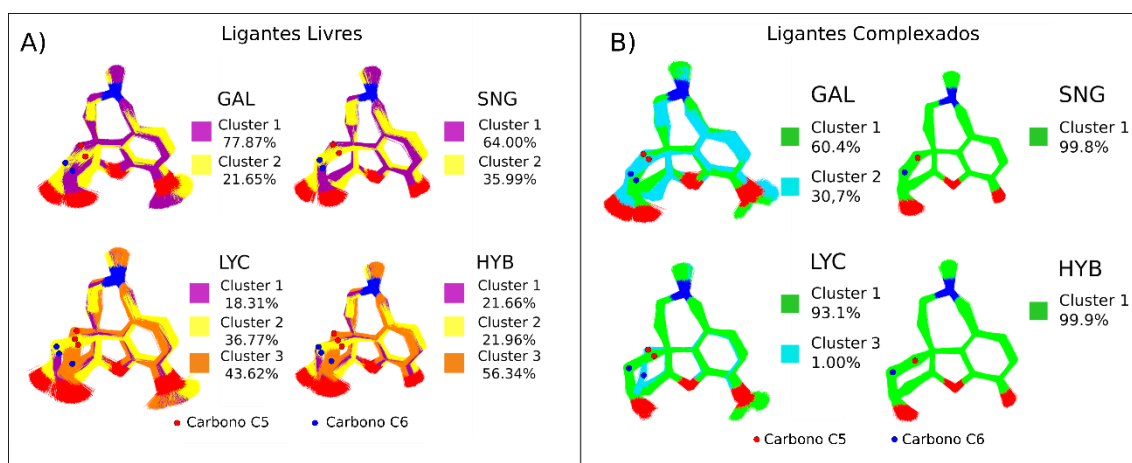 A)
Ligantes Livres
GAL
Cluster 1
77.87%
Cluster 2
21.65%
SNG
Cluster 1
64.00%
Cluster 2
35.99%
LYC
Cluster 1
18.31%
Cluster 2
36.77%
Cluster 3
43.62%
HYB
Cluster 1
21.66%
Cluster 2
21.96%
Cluster 3
56.34%
Carbono C5
Carbono C6
B)
Ligantes Complexados
GAL
Cluster 1
60.4%
Cluster 2
30,7%
SNG
Cluster 1
99.8%
LYC
Cluster 1
93.1%
Cluster 3
1.00%
HYB
Cluster 1
99.9%
Carbono C5
Carbono C6